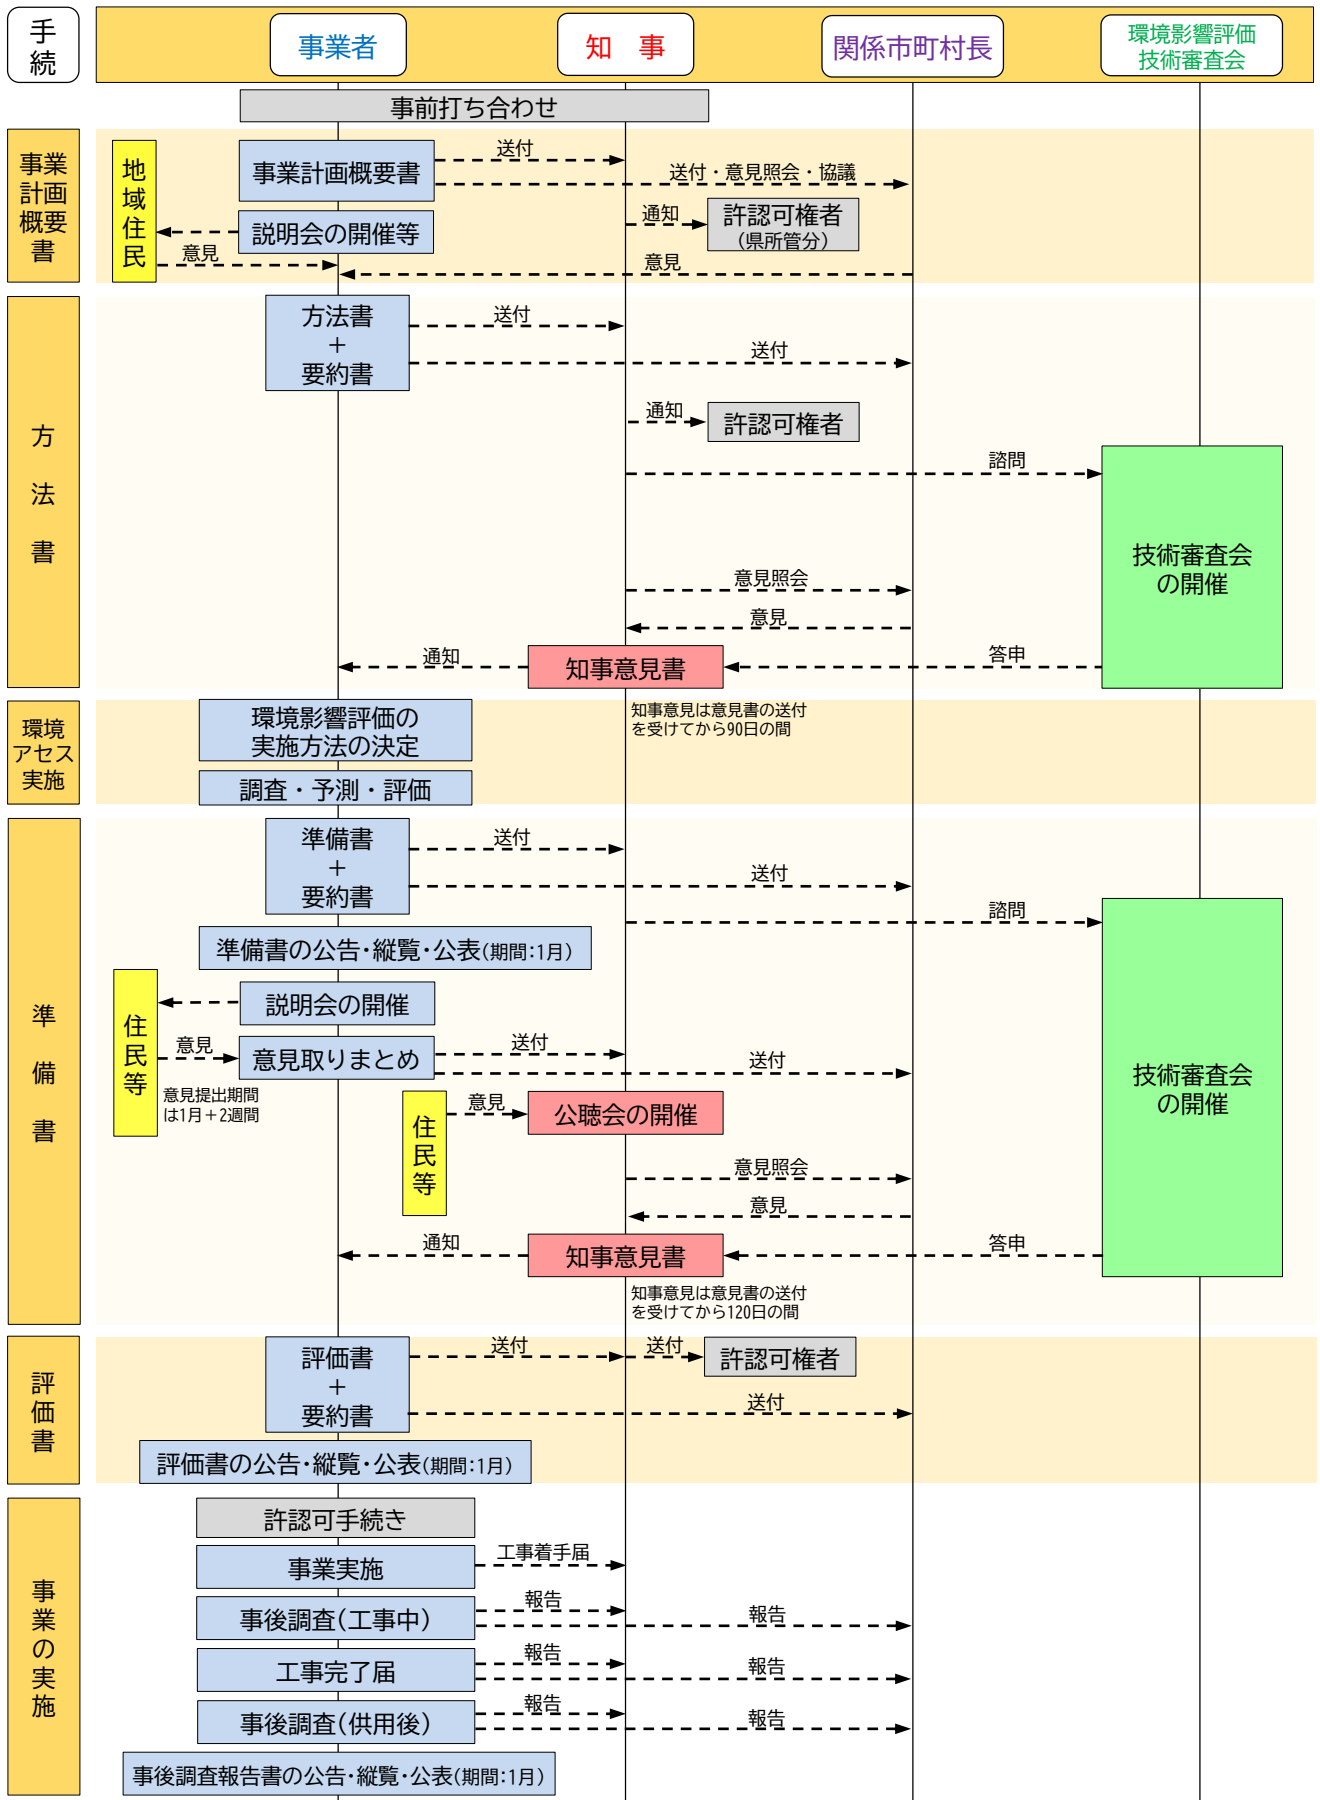 手
続
事業者
知　事
関係市町村長
環境影響評価
技術審査会
事前打ち合わせ
事業
計画
概要
書
地
域
住
民
事業計画概要書
送付
送付・意見照会・協議
説明会の開催等
通知
許認可権者
(県所管分)
意見
意見
方
法
書
方法書
＋
要約書
送付
送付
通知
許認可権者
諮問
技術審査会
の開催
意見照会
意見
通知
知事意見書
答申
知事意見は意見書の送付
を受けてから90日の間
環境
アセス
実施
環境影響評価の
実施方法の決定
調査・予測・評価
準
備
書
準備書
＋
要約書
送付
送付
諮問
準備書の公告・縦覧・公表(期間:1月)
技術審査会
の開催
住
民
等
説明会の開催
意見
意見取りまとめ
送付
送付
意見提出期間
は1月＋2週間
住
民
等
意見
公聴会の開催
意見照会
意見
通知
知事意見書
答申
知事意見は意見書の送付
を受けてから120日の間
評
価
書
評価書
＋
要約書
送付
送付
許認可権者
送付
評価書の公告・縦覧・公表(期間:1月)
事
業
の
実
施
許認可手続き
事業実施
工事着手届
事後調査(工事中)
報告
報告
工事完了届
報告
報告
事後調査(供用後)
報告
報告
事後調査報告書の公告・縦覧・公表(期間:1月)